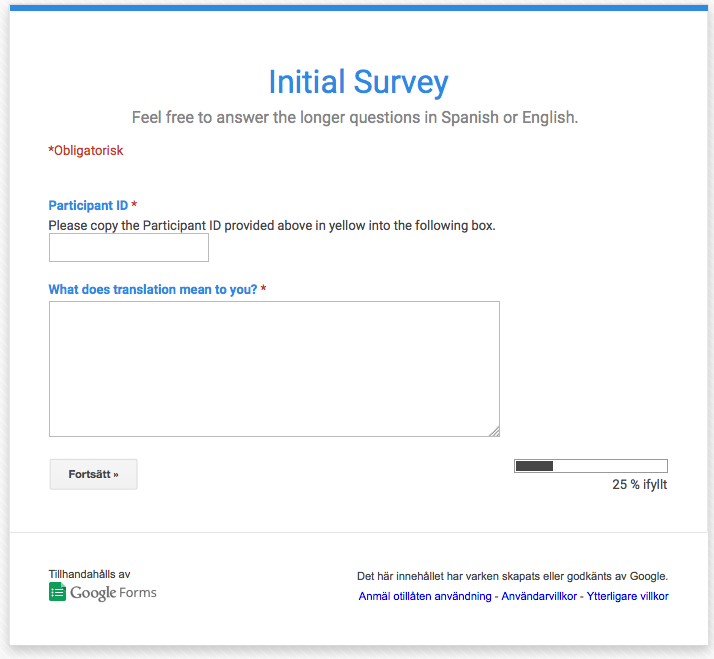 Initial Survey
Feel free to answer the longer questions in Spanish or English.
*Obligatorisk
Participant ID *
Please copy the Participant ID provided above in yellow into the following box.
What does translation mean to you? *
Fortsätt »
25 % ifyllt
Tillhandahålls av
Google Forms
Det här innehållet har varken skapats eller godkänts av Google.
Anmäl otillåten användning - Användarvillkor - Ytterligare villkor